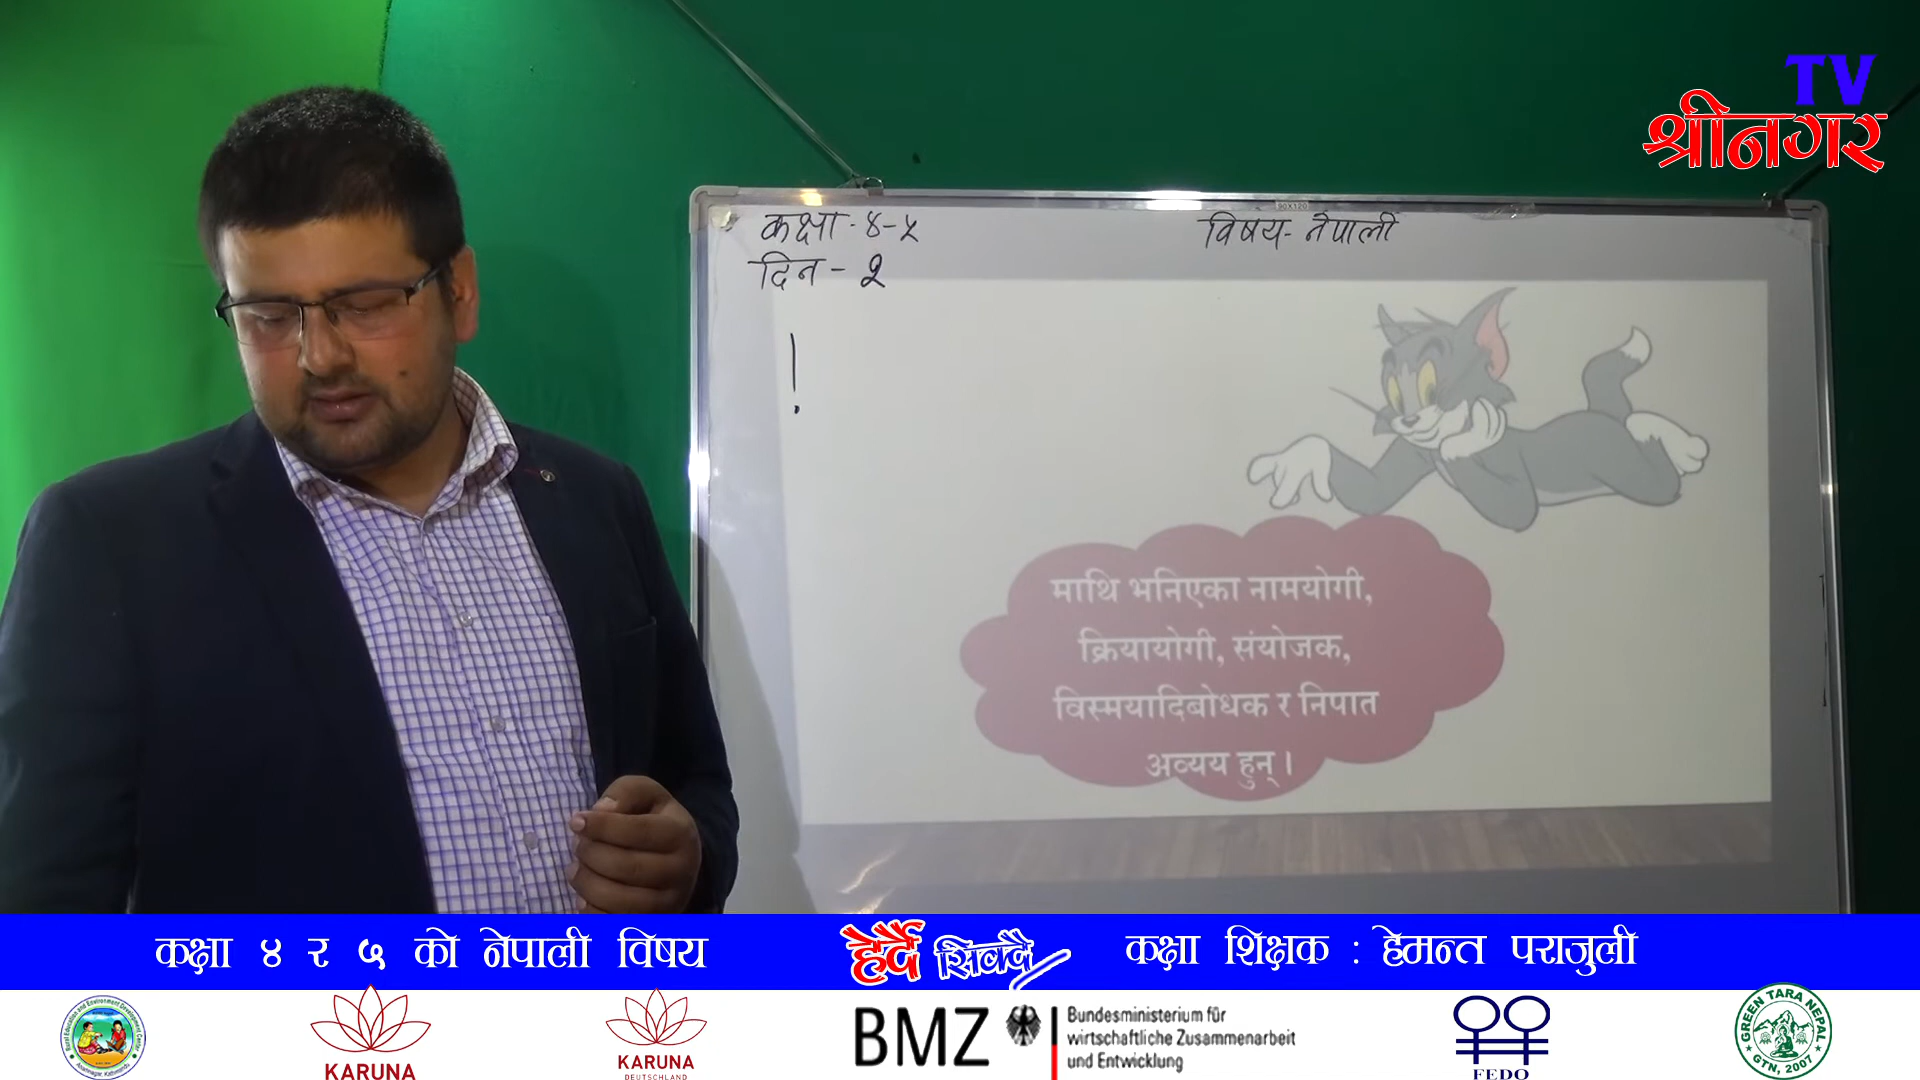 TV
श्रीनगर
90X120
कक्षा - ४-५
विषय - नेपाली
दिन - २
!
माथि भनिएका नामयोगी,
क्रियायोगी, संयोजक,
विस्मयादिबोधक र निपात
अव्यय हुन् ।
कक्षा ४ र ५ को नेपाली विषय
हेर्दै सिक्दै
कक्षा शिक्षक : हेमन्त पराजुली
KARUNA
KARUNA
DEUTSCHLAND
BMZ
Bundesministerium für
wirtschaftliche Zusammenarbeit
und Entwicklung
FEDO
GREEN TARA NEPAL
GTN, 2007